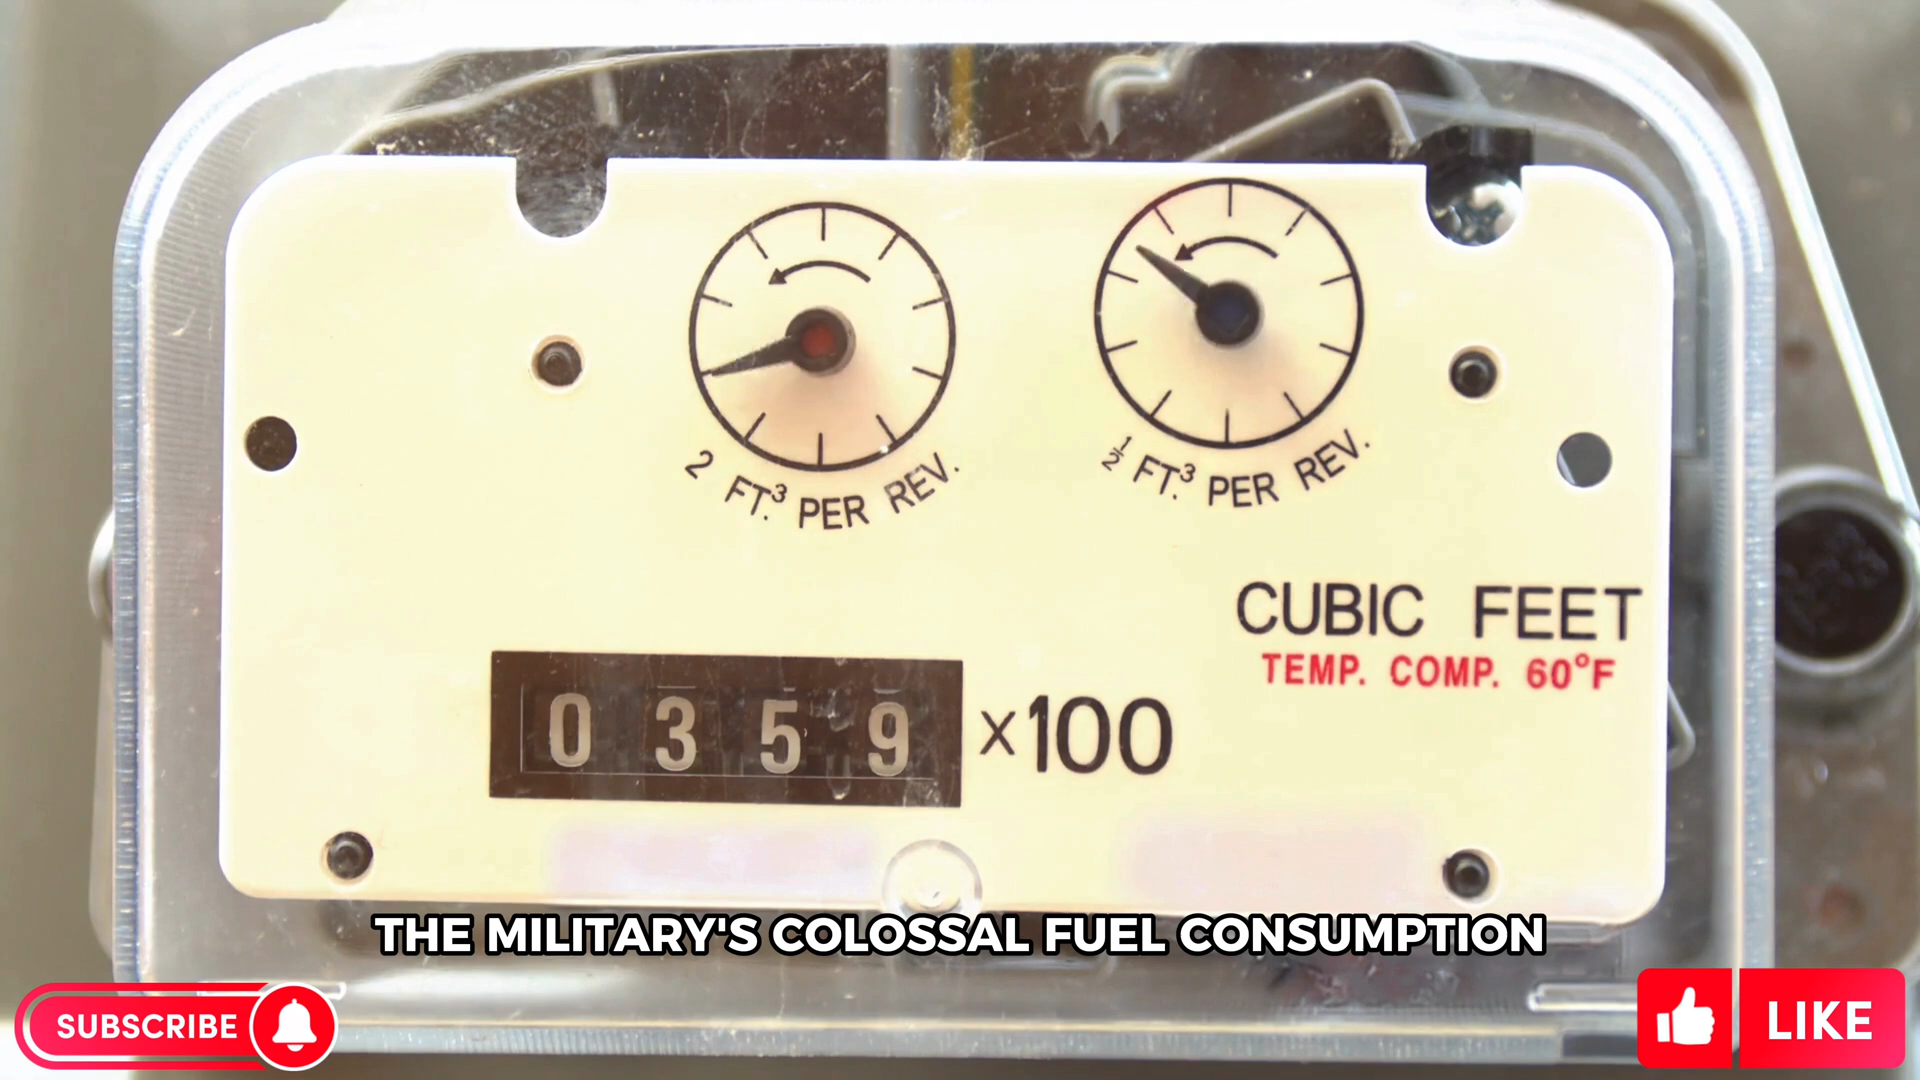 2 FT.³ PER REV.
½ FT.³ PER REV.
CUBIC FEET
TEMP. COMP. 60°F
0 3 5 9 x100
THE MILITARY'S COLOSSAL FUEL CONSUMPTION
SUBSCRIBE
LIKE